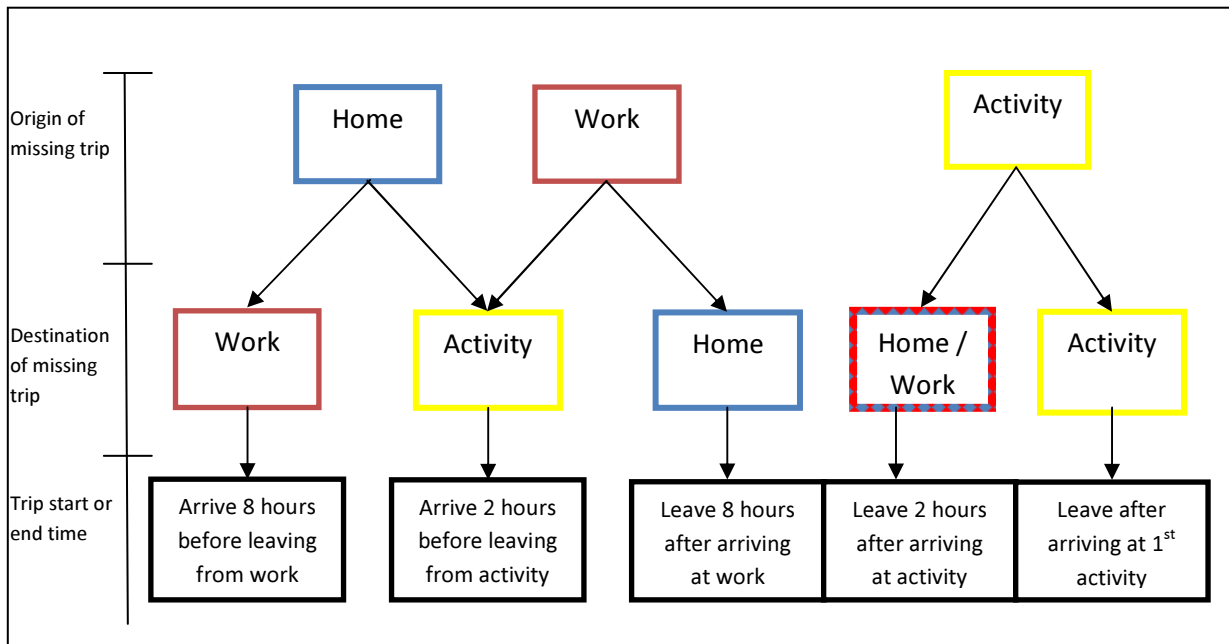 Origin of
missing trip
Home
Work
Activity
Destination
of missing
trip
Work
Activity
Home
Home /
Work
Activity
Trip start or
end time
Arrive 8 hours
before leaving
from work
Arrive 2 hours
before leaving
from activity
Leave 8 hours
after arriving
at work
Leave 2 hours
after arriving
at activity
Leave after
arriving at 1st
activity